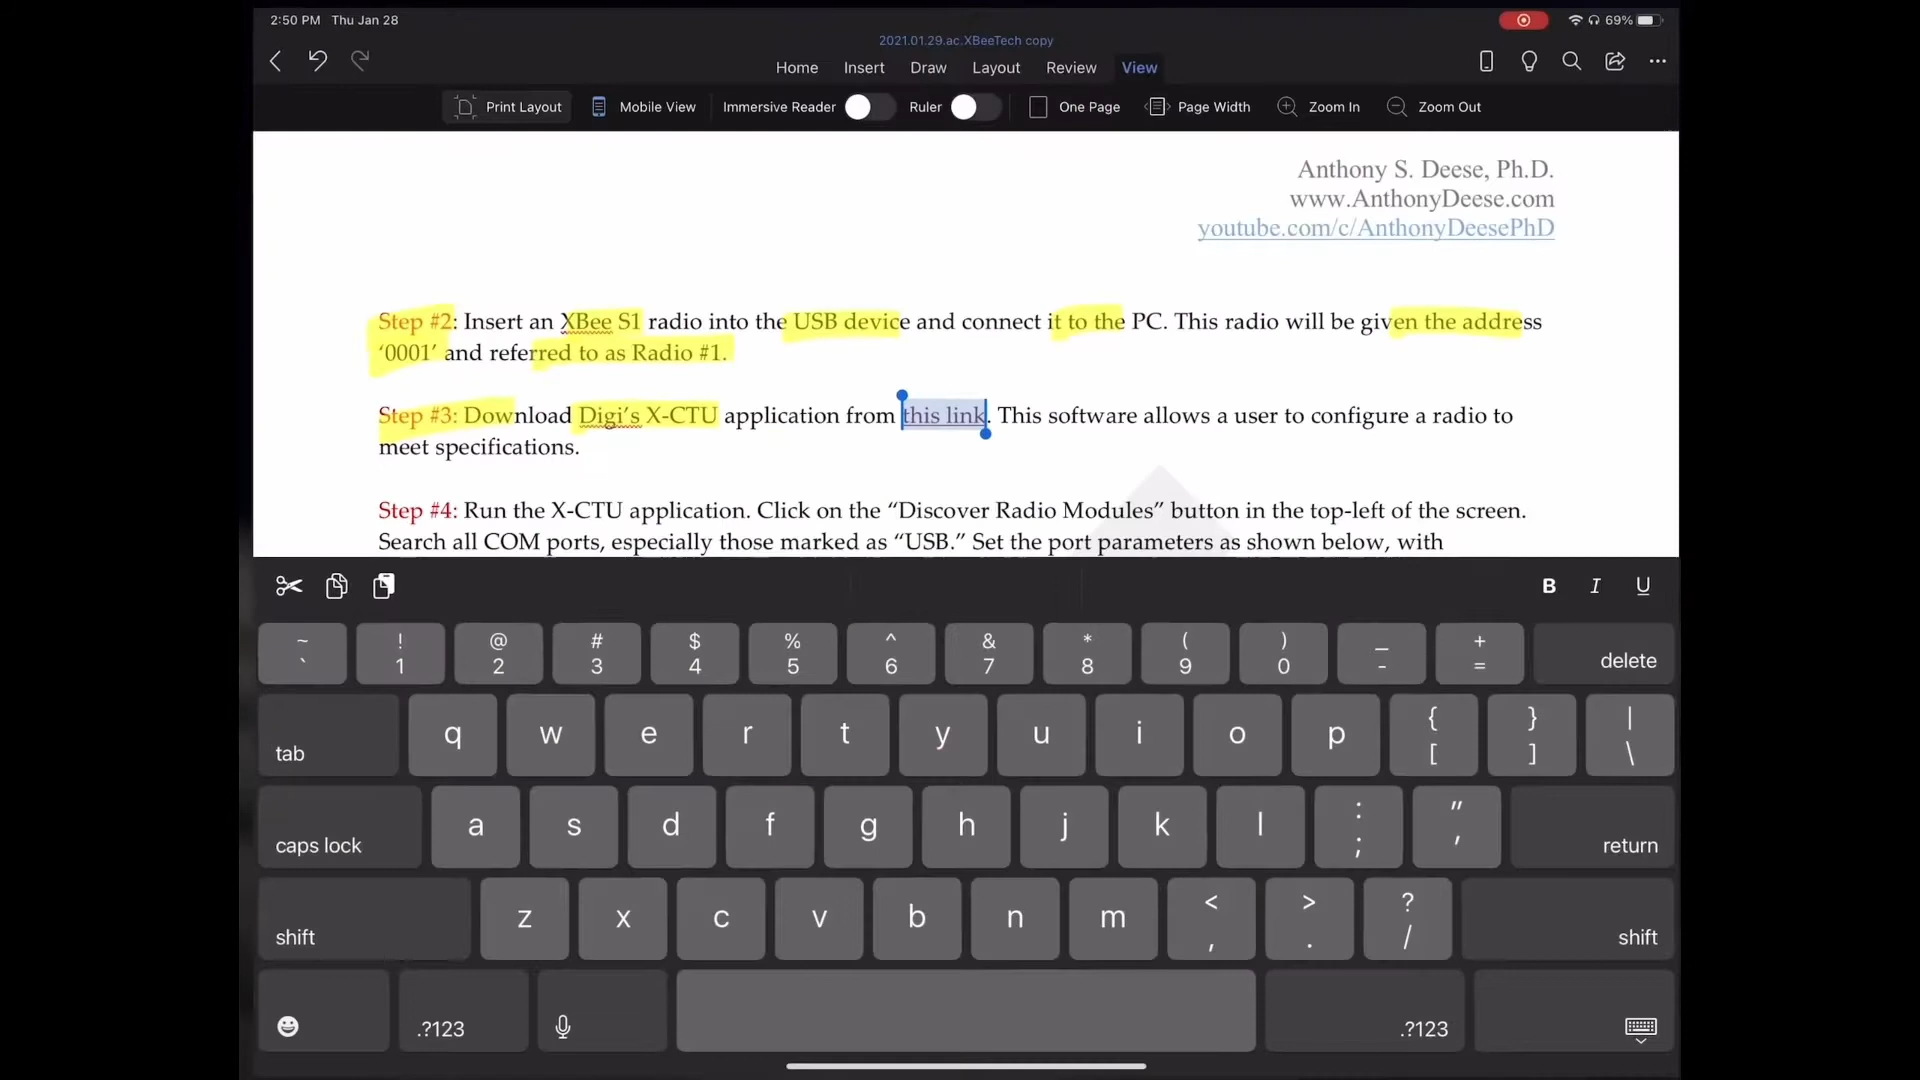 2:50 PM Thu Jan 28
69%
2021.01.29.ac.XBeeTech copy
Home Insert Draw Layout Review View
Print Layout Mobile View Immersive Reader Ruler One Page Page Width Zoom In Zoom Out
Anthony S. Deese, Ph.D.
www.AnthonyDeese.com
youtube.com/c/AnthonyDeesePhD
Step #2: Insert an XBee S1 radio into the USB device and connect it to the PC. This radio will be given the address
‘0001’ and referred to as Radio #1.
Step #3: Download Digi’s X-CTU application from this link. This software allows a user to configure a radio to
meet specifications.
Step #4: Run the X-CTU application. Click on the “Discover Radio Modules” button in the top-left of the screen.
Search all COM ports, especially those marked as “USB.” Set the port parameters as shown below, with
B I U
~ ! @ # $ % ^ & * ( ) _ +
` 1 2 3 4 5 6 7 8 9 0 - = delete
tab q w e r t y u i o p { [ } ] | \
caps lock a s d f g h j k l : ; " ' return
shift z x c v b n m < , > . ? / shift
.?123 .?123